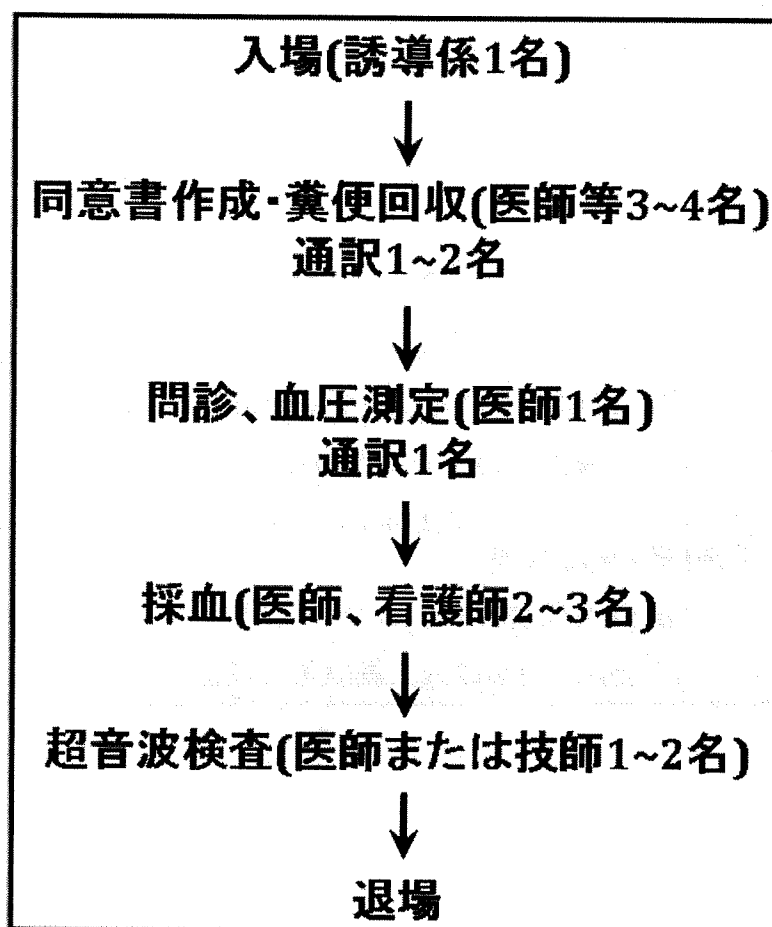 入場(誘導係1名)
↓
同意書作成・糞便回収(医師等3~4名)
通訳1~2名
↓
問診、血圧測定(医師1名)
通訳1名
↓
採血(医師、看護師2~3名)
↓
超音波検査(医師または技師1~2名)
↓
退場